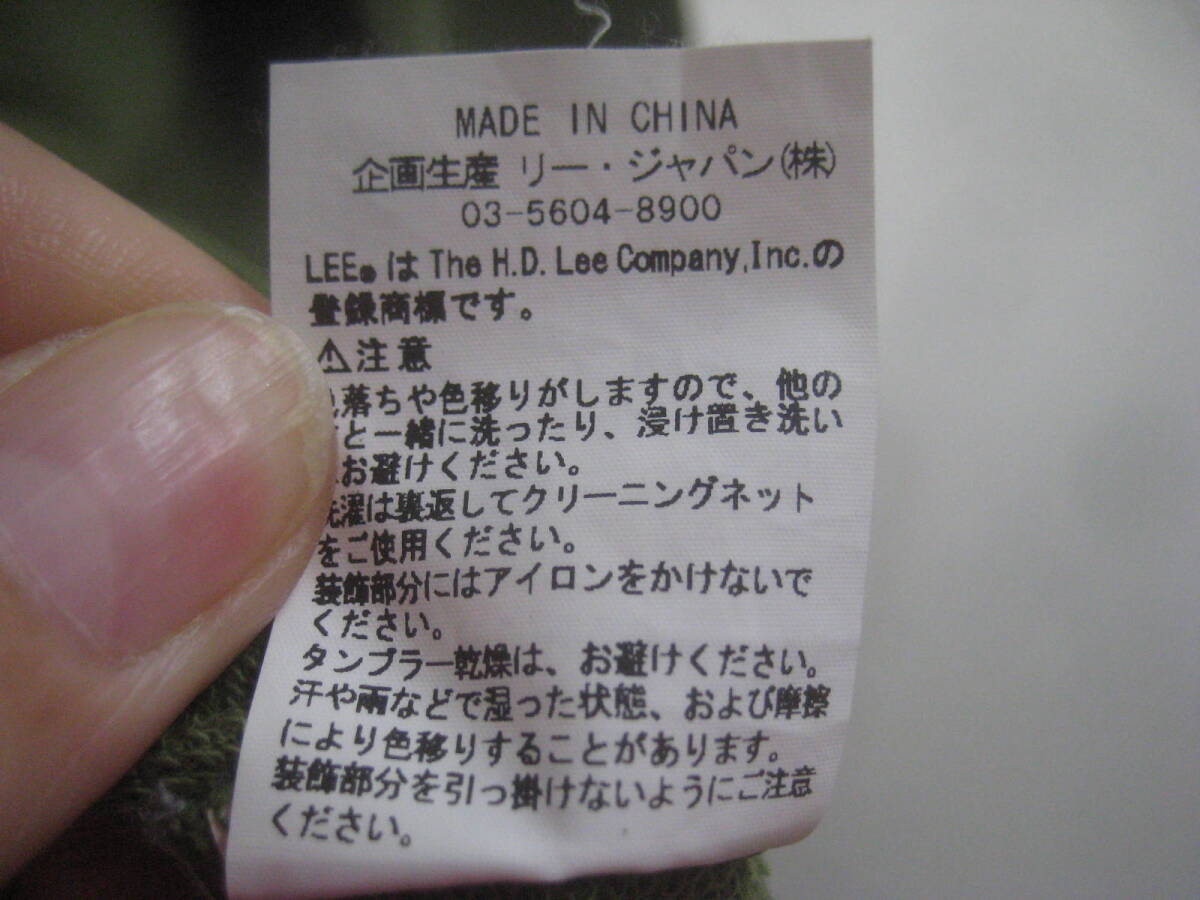 MADE IN CHINA
企画生産 リー・ジャパン(株)
03-5604-8900
LEE® は The H.D. Lee Company,Inc.の
登録商標です。
⚠注意
落ちや色移りがしますので、他の
と一緒に洗ったり、浸け置き洗い
お避けください。
洗濯は裏返してクリーニングネット
をご使用ください。
装飾部分にはアイロンをかけないで
ください。
タンブラー乾燥は、お避けください。
汗や雨などで湿った状態、および摩擦
により色移りすることがあります。
装飾部分を引っ掛けないようにご注意
ください。